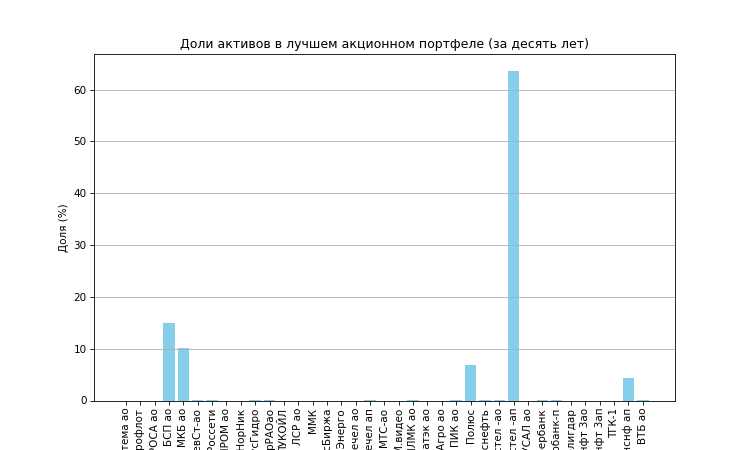 Доли активов в лучшем акционном портфеле (за десять лет)
Доля (%)
60
50
40
30
20
10
0
тема ао
рофлот
РОСА ао
БСП ао
МКБ ао
евСт-ао
Россети
ПРОМ ао
НорНик
сГидро
рРАОао
ЛУКОЙЛ
ЛСР ао
ММК
сБиржа
Энерго
ечел ао
ечел ап
МТС-ао
М.видео
ЛМК ао
атэк ао
Агро ао
ПИК ао
Полюс
снефть
стел -ао
стел -ап
УСАЛ ао
ербанк
рбанк-п
лигдар
нфт 3ао
нфт 3ап
ТГК-1
нснф ап
ВТБ ао